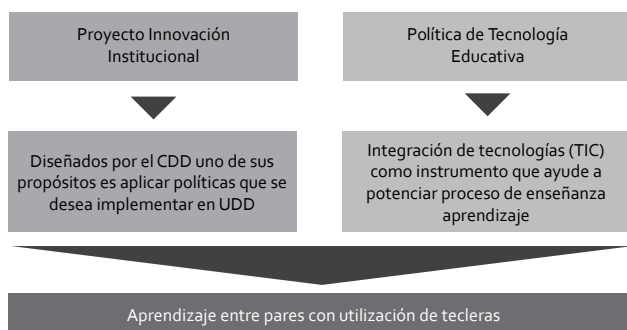 Proyecto Innovación
Institucional
Política de Tecnología
Educativa
Diseñados por el CDD uno de sus
propósitos es aplicar políticas que se
desea implementar en UDD
Integración de tecnologías (TIC)
como instrumento que ayude a
potenciar proceso de enseñanza
aprendizaje
Aprendizaje entre pares con utilización de tecleras